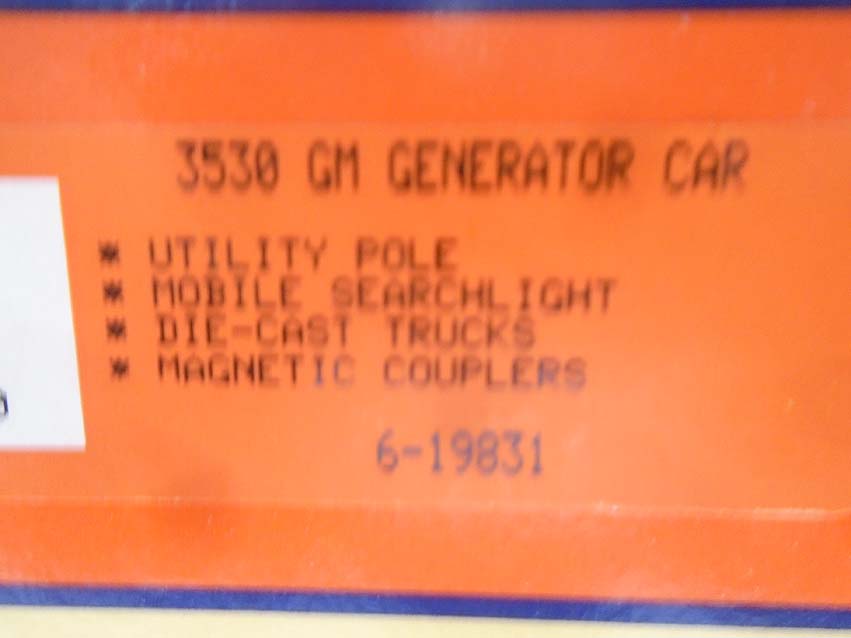 3530 GM GENERATOR CAR
* UTILITY POLE
* MOBILE SEARCHLIGHT
* DIE-CAST TRUCKS
* MAGNETIC COUPLERS
6-19831